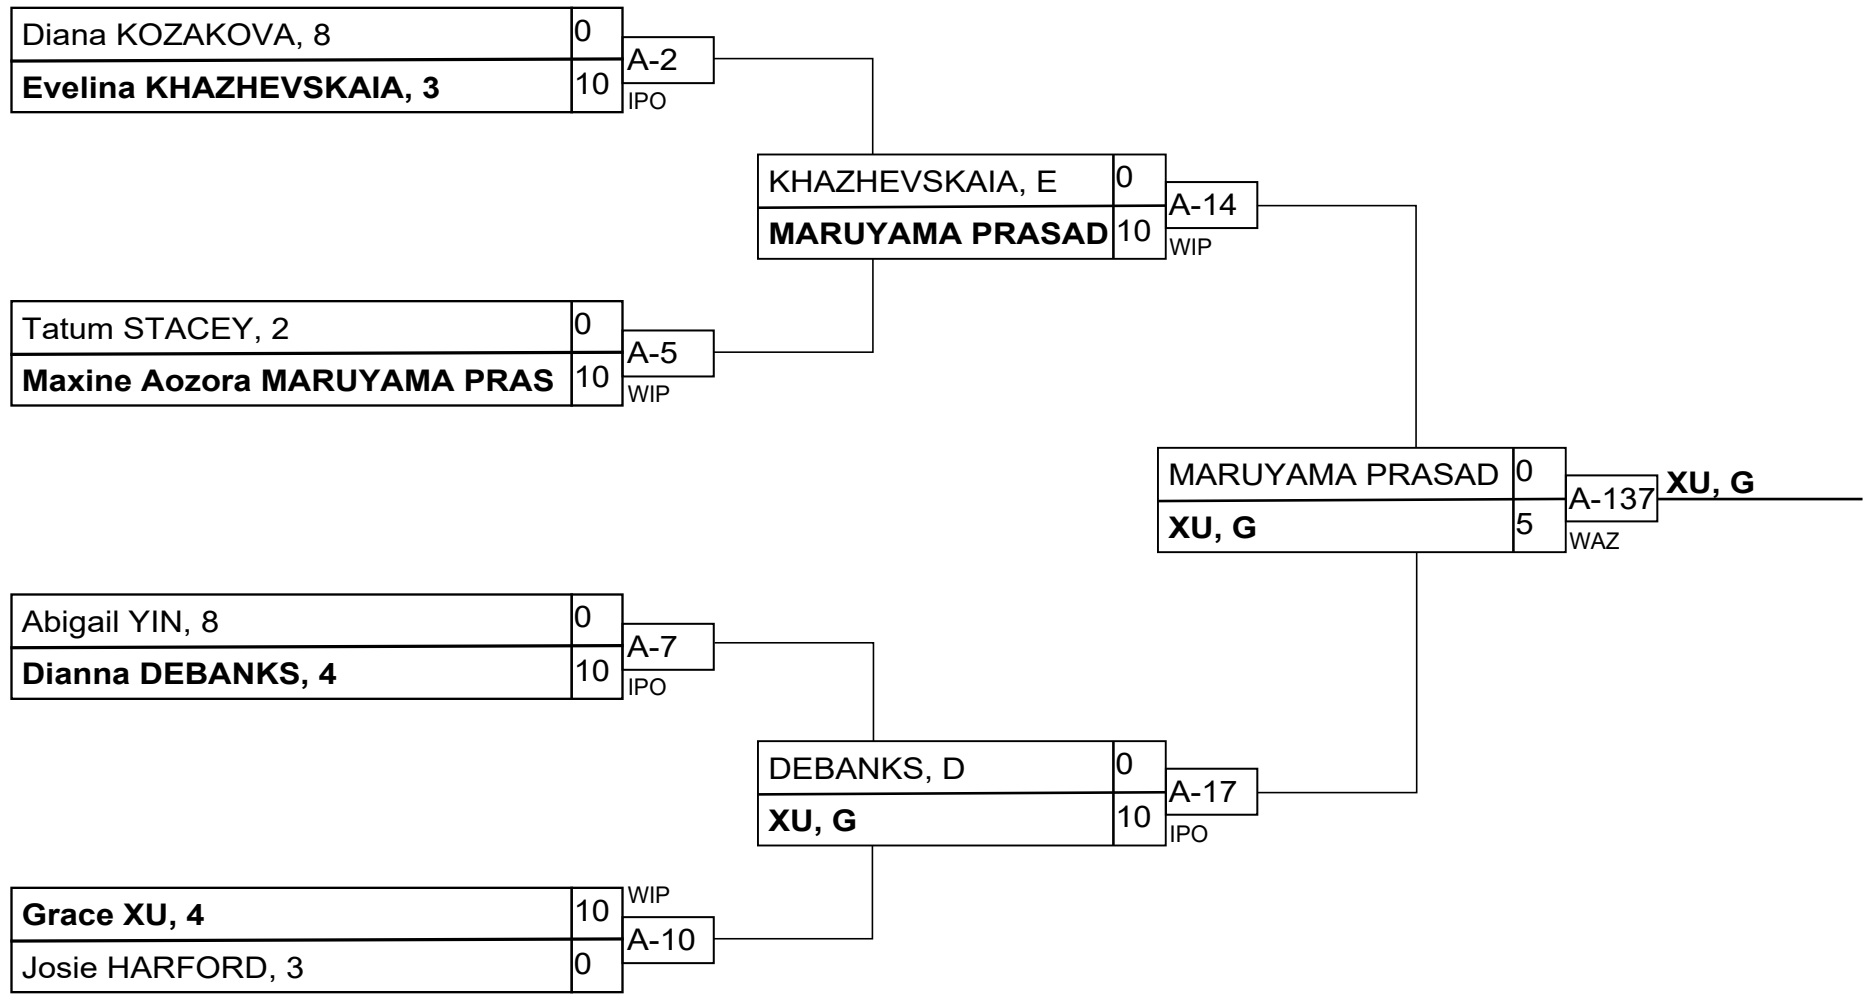 Diana KOZAKOVA, 8 0
A-2
Evelina KHAZHEVSKAIA, 3 10
IPO
KHAZHEVSKAIA, E 0
A-14
MARUYAMA PRASAD 10
WIP
Tatum STACEY, 2 0
A-5
Maxine Aozora MARUYAMA PRAS 10
WIP
MARUYAMA PRASAD 0
A-137 XU, G
XU, G 5
WAZ
Abigail YIN, 8 0
A-7
Dianna DEBANKS, 4 10
IPO
DEBANKS, D 0
A-17
XU, G 10
IPO
WIP
Grace XU, 4 10
A-10
Josie HARFORD, 3 0